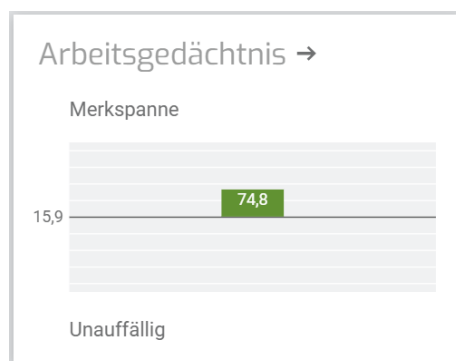 Arbeitsgedächtnis →
Merkspanne
74,8
15,9
Unauffällig